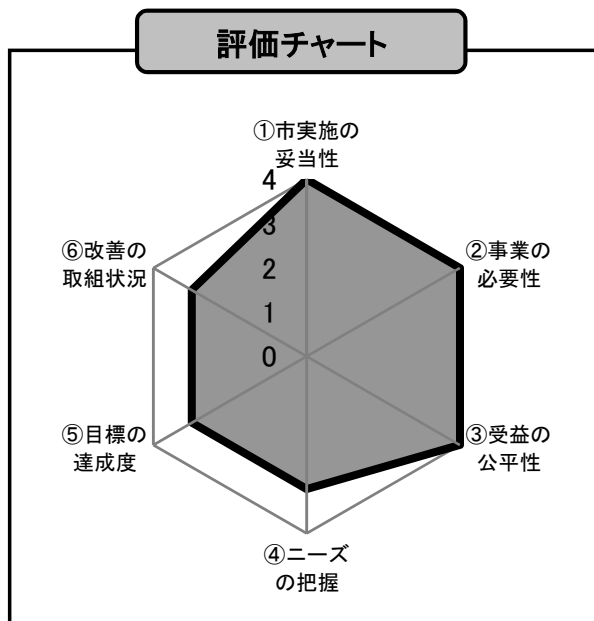 評価チャート
①市実施の
妥当性
4
3
2
1
0
②事業の
必要性
③受益の
公平性
④ニーズ
の把握
⑤目標の
達成度
⑥改善の
取組状況